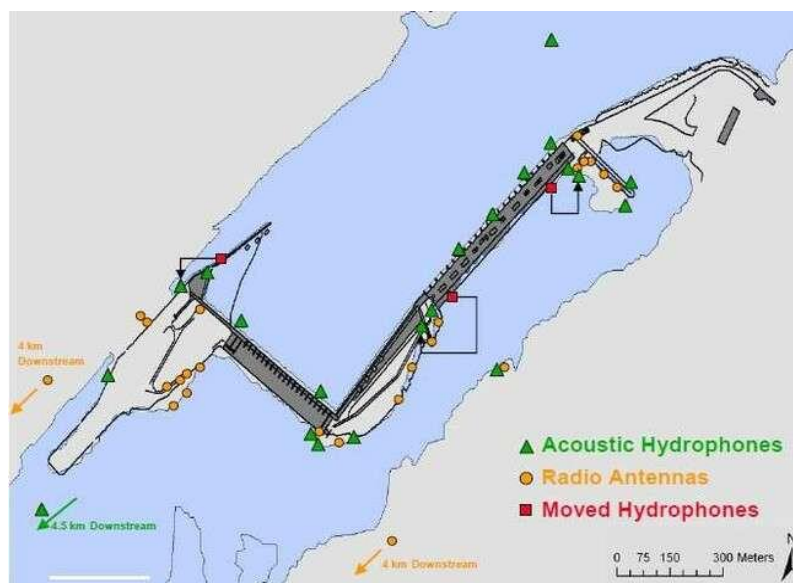 4 km
Downstream
Acoustic Hydrophones
Radio Antennas
Moved Hydrophones
4.5 km Downstream
4 km Downstream
N
0 75 150 300 Meters